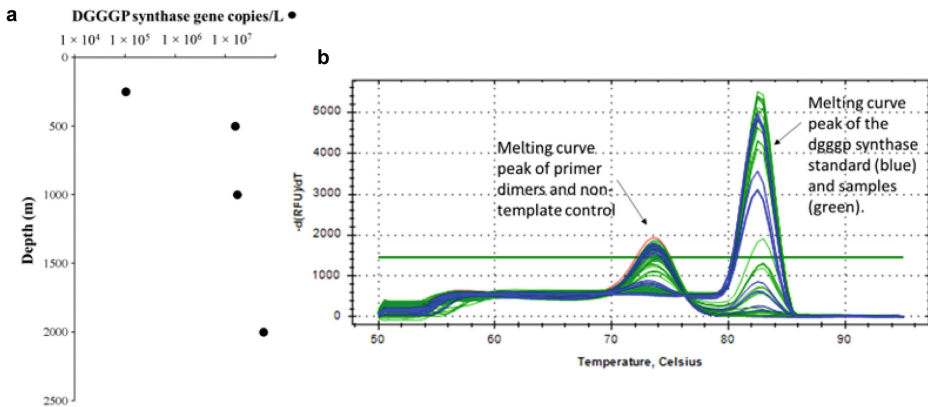 a
DGGGP synthase gene copies/L
1 × 10⁴ 1 × 10⁵ 1 × 10⁶ 1 × 10⁷
0
500
1000
1500
2000
2500
Depth (m)
b
5000
4000
3000
2000
1000
0
-d(RFU)/dT
Melting curve
peak of primer
dimers and non-
template control
Melting curve
peak of the
dgggp synthase
standard (blue)
and samples
(green).
50 60 70 80 90
Temperature, Celsius